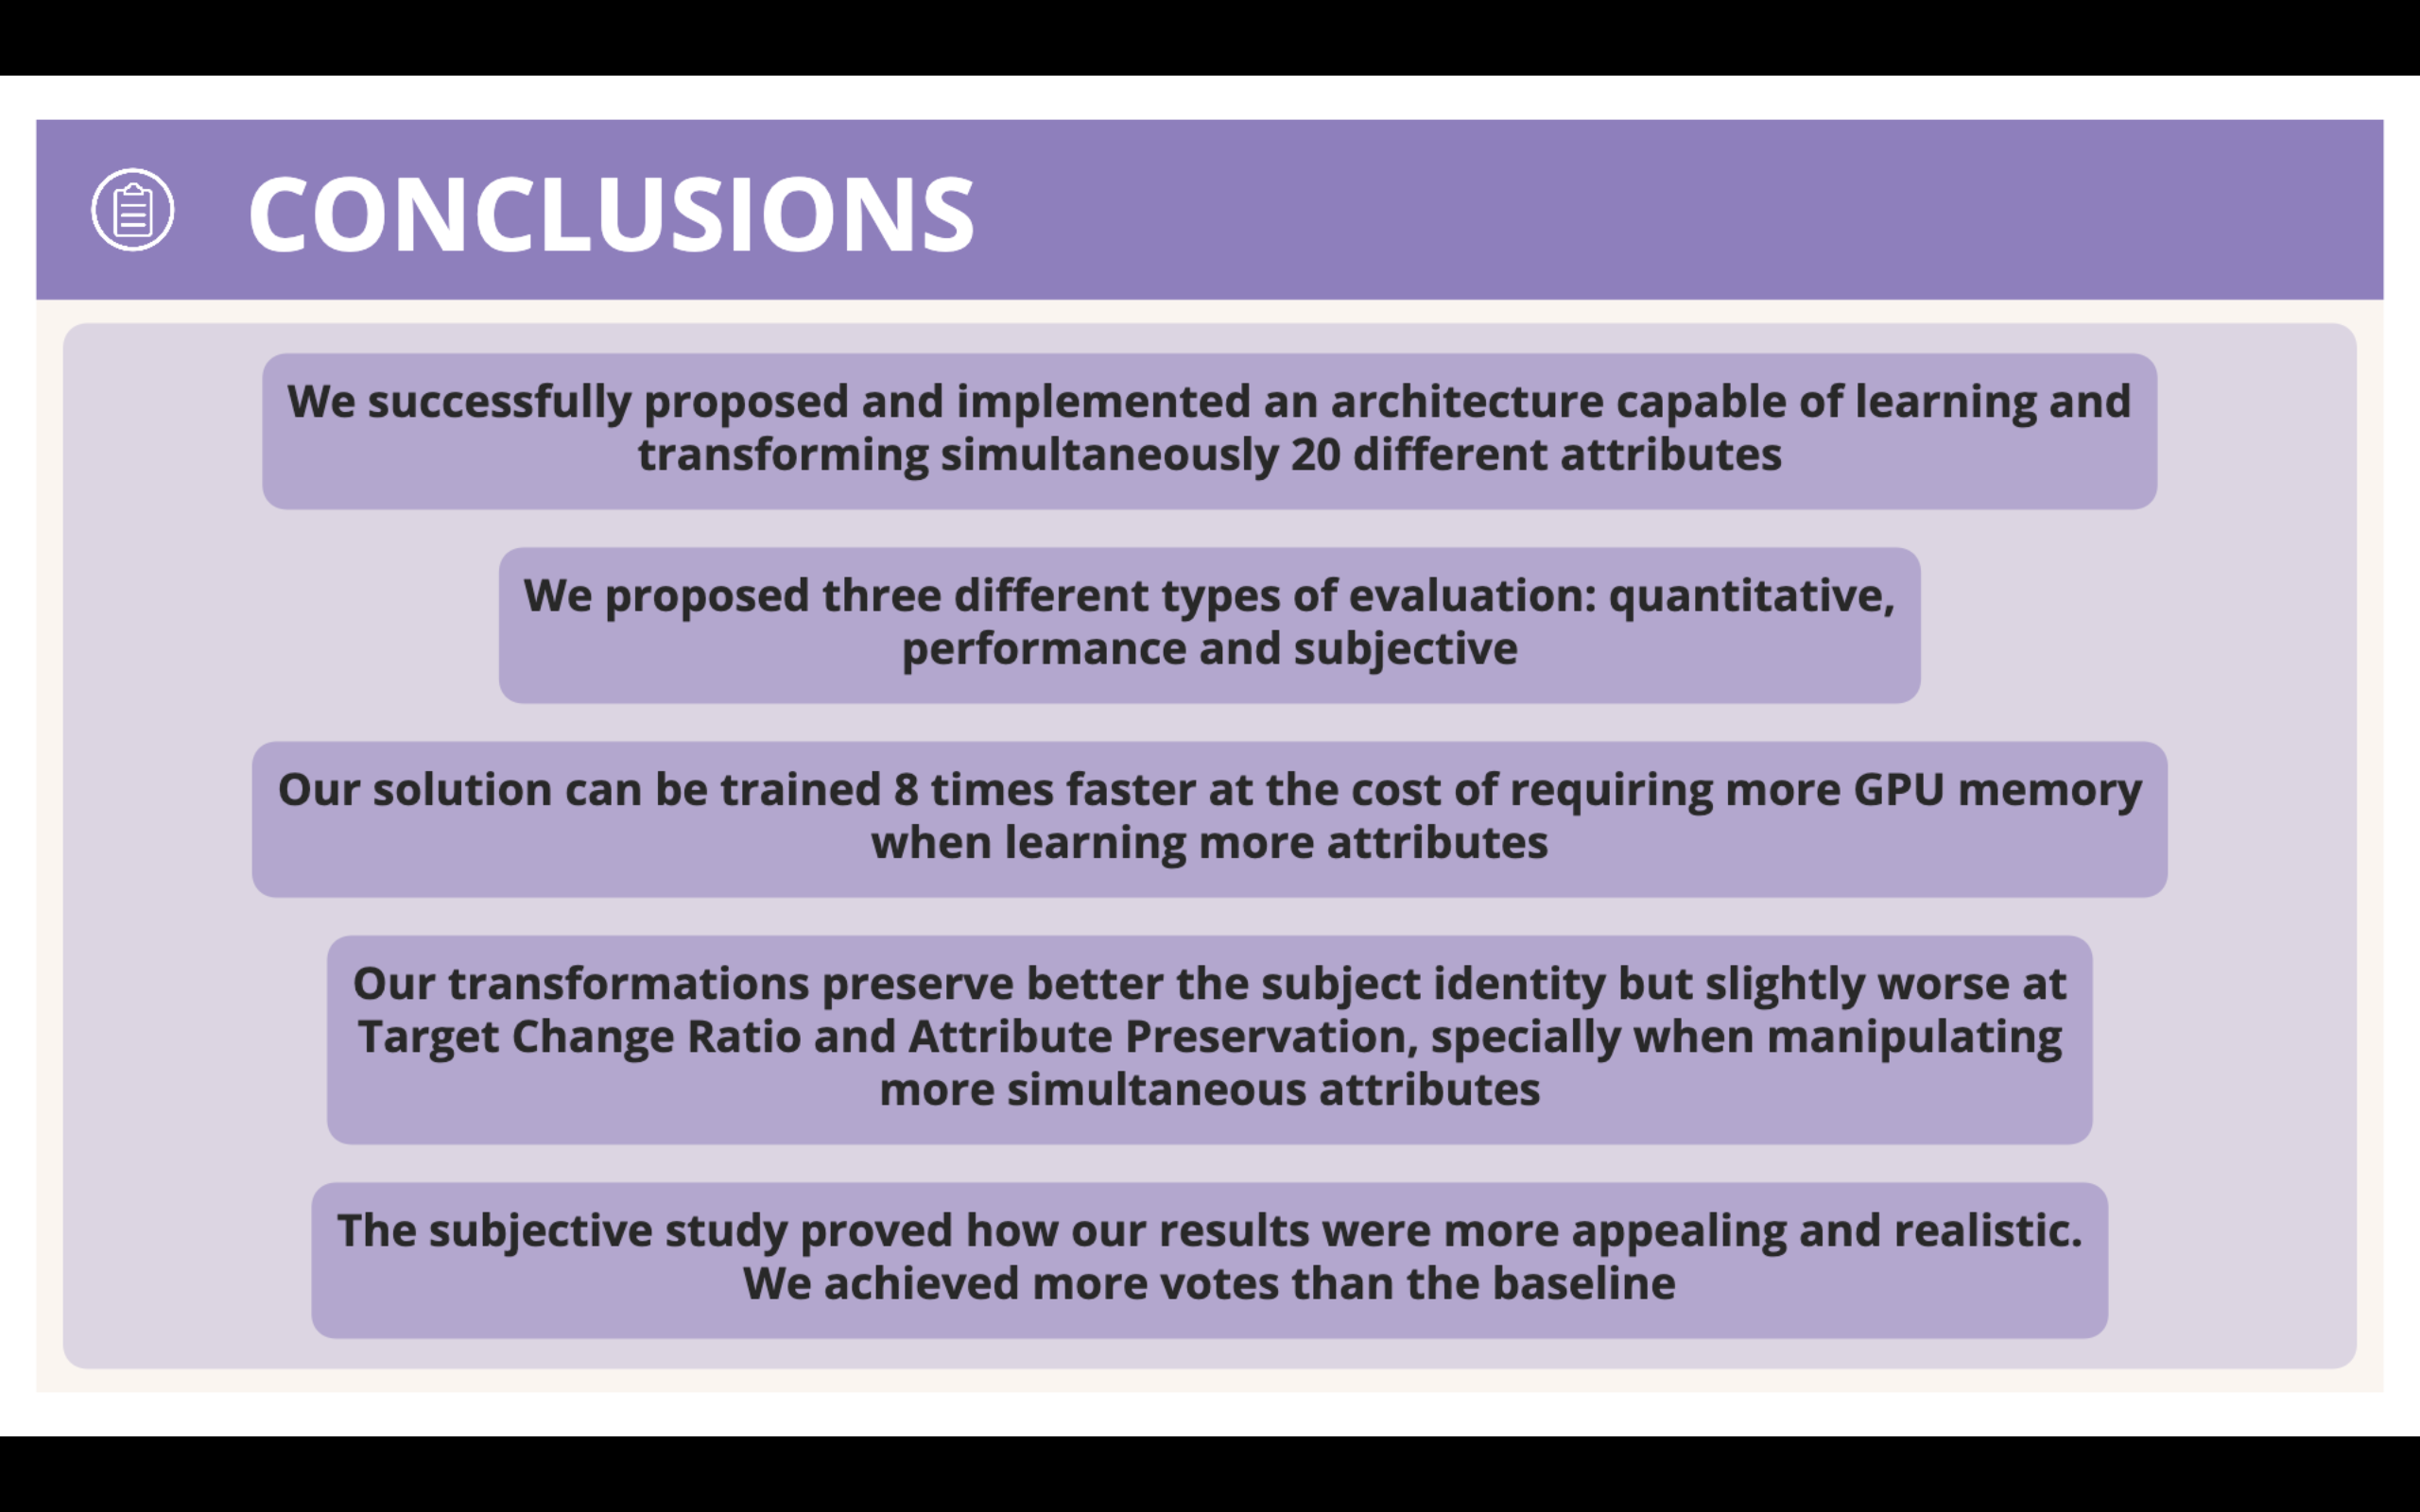 CONCLUSIONS
We successfully proposed and implemented an architecture capable of learning and
transforming simultaneously 20 different attributes
We proposed three different types of evaluation: quantitative,
performance and subjective
Our solution can be trained 8 times faster at the cost of requiring more GPU memory
when learning more attributes
Our transformations preserve better the subject identity but slightly worse at
Target Change Ratio and Attribute Preservation, specially when manipulating
more simultaneous attributes
The subjective study proved how our results were more appealing and realistic.
We achieved more votes than the baseline